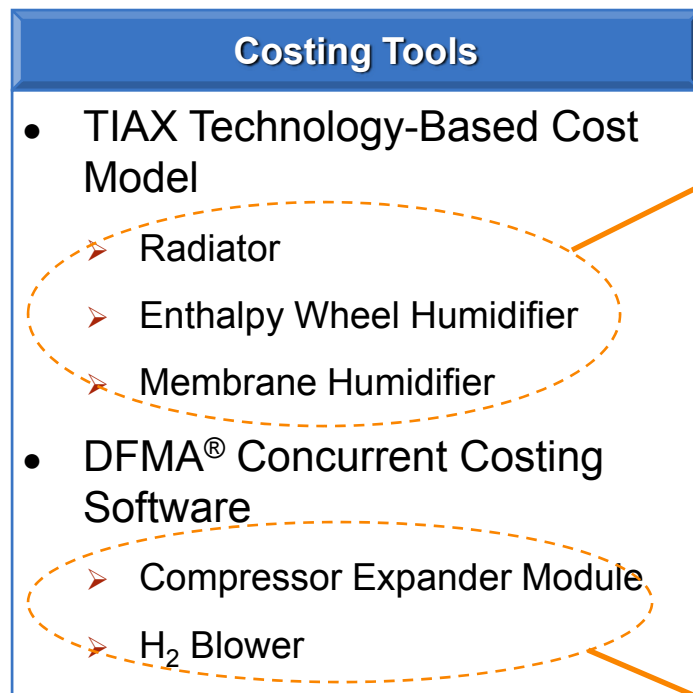 Costing Tools
● TIAX Technology-Based Cost
Model
➢ Radiator
➢ Enthalpy Wheel Humidifier
➢ Membrane Humidifier
● DFMA® Concurrent Costing
Software
➢ Compressor Expander Module
➢ H₂ Blower